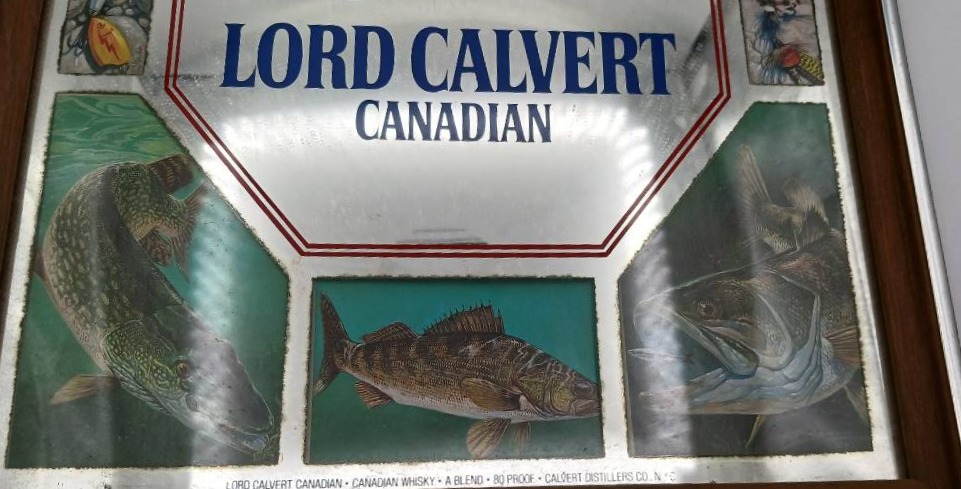 LORD CALVERT
CANADIAN
LORD CALVERT CANADIAN • CANADIAN WHISKY • A BLEND • 80 PROOF • CALVERT DISTILLERS CO., N